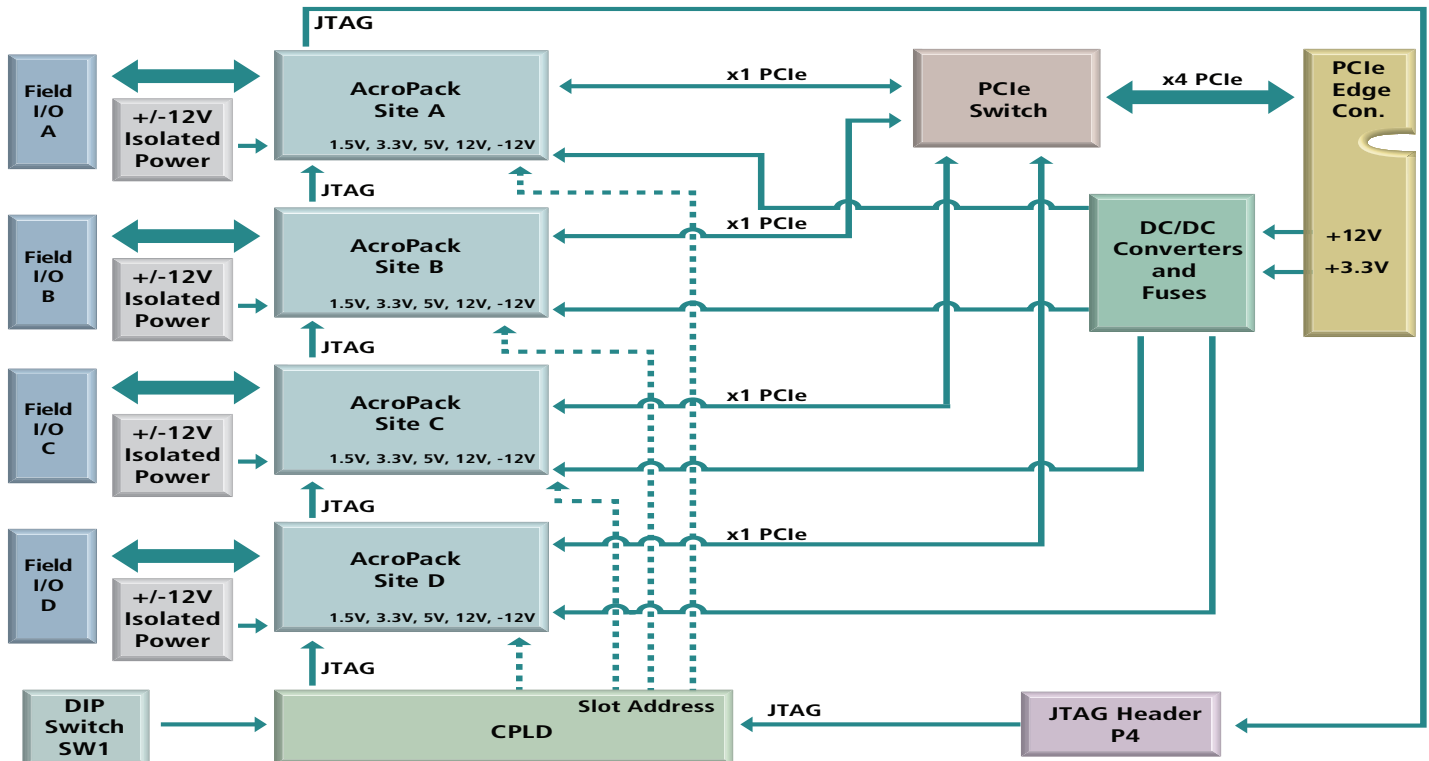 JTAG
Field
I/O
A
+/-12V
Isolated
Power
AcroPack
Site A
1.5V, 3.3V, 5V, 12V, -12V
x1 PCIe
PCIe
Switch
x4 PCIe
PCIe
Edge
Con.
JTAG
Field
I/O
B
+/-12V
Isolated
Power
AcroPack
Site B
1.5V, 3.3V, 5V, 12V, -12V
x1 PCIe
DC/DC
Converters
and
Fuses
+12V
+3.3V
JTAG
Field
I/O
C
+/-12V
Isolated
Power
AcroPack
Site C
1.5V, 3.3V, 5V, 12V, -12V
x1 PCIe
JTAG
Field
I/O
D
+/-12V
Isolated
Power
AcroPack
Site D
1.5V, 3.3V, 5V, 12V, -12V
x1 PCIe
JTAG
DIP
Switch
SW1
Slot Address
CPLD
JTAG
JTAG Header
P4